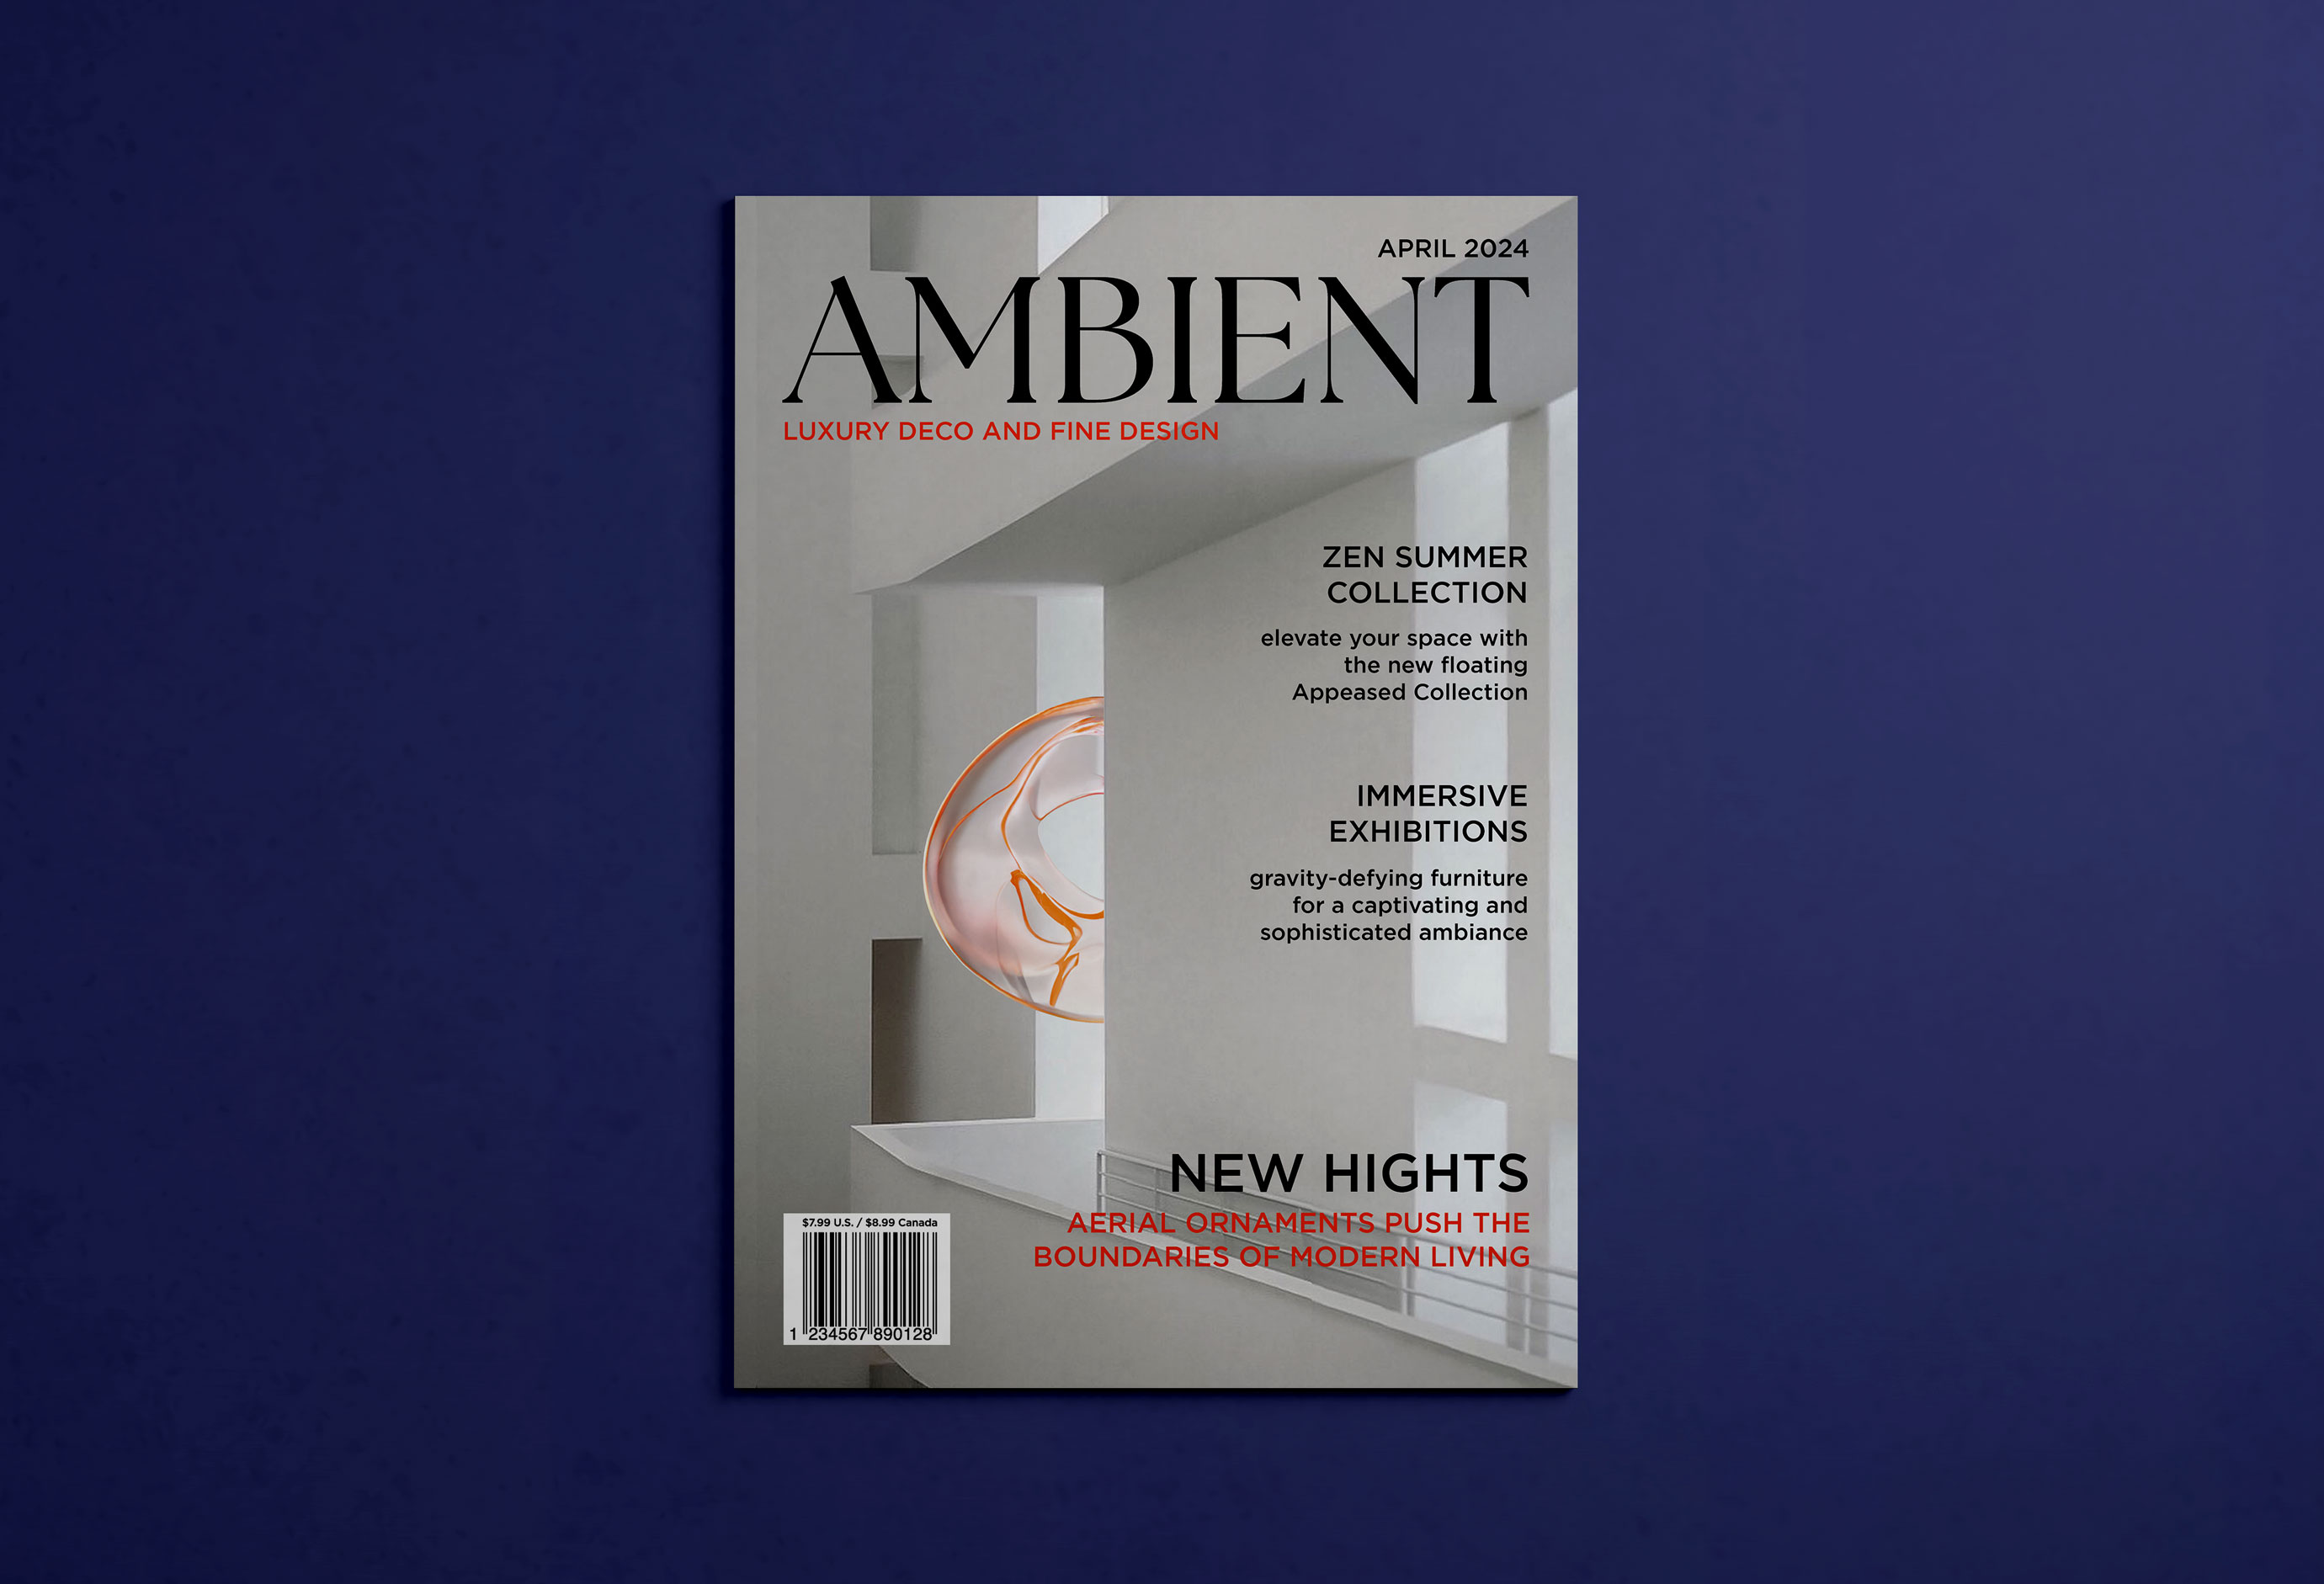 APRIL 2024
AMBIENT
LUXURY DECO AND FINE DESIGN
ZEN SUMMER
COLLECTION
elevate your space with
the new floating
Appeased Collection
IMMERSIVE
EXHIBITIONS
gravity-defying furniture
for a captivating and
sophisticated ambiance
NEW HIGHTS
AERIAL ORNAMENTS PUSH THE
BOUNDARIES OF MODERN LIVING
$7.99 U.S. / $8.99 Canada
1 234567 890128